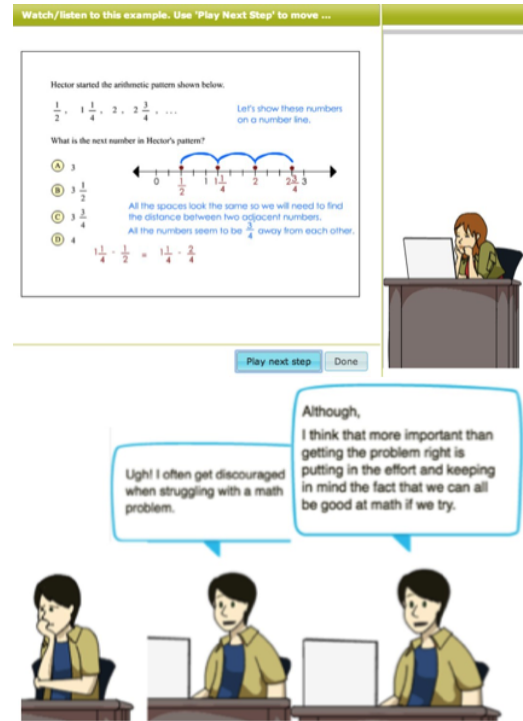 Watch/listen to this example. Use 'Play Next Step' to move ...
Hector started the arithmetic pattern shown below.
1/2 , 1 1/4 , 2 , 2 3/4 , ...
Let's show these numbers
on a number line.
What is the next number in Hector's pattern?
A 3
B 3 1/2
C 3 3/4
D 4
0 1/2 1 1 1/4 2 2 3/4 3
All the spaces look the same so we will need to find
the distance between two adjacent numbers.
All the numbers seem to be 3/4 away from each other.
1 1/4 - 1/2 = 1 1/4 - 2/4
Play next step
Done
Ugh! I often get discouraged
when struggling with a math
problem.
Although,
I think that more important than
getting the problem right is
putting in the effort and keeping
in mind the fact that we can all
be good at math if we try.